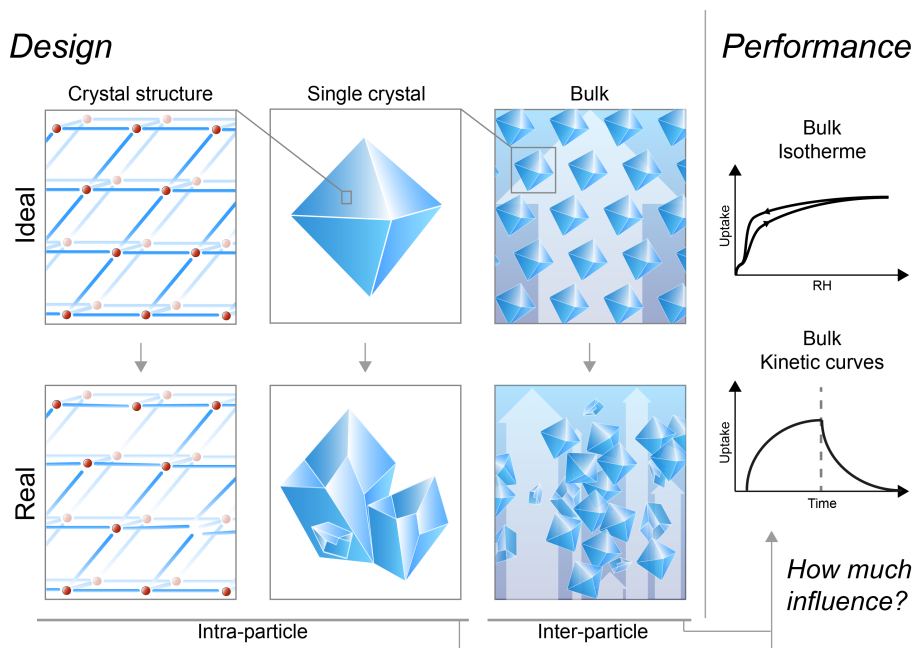 Design
Performance
Crystal structure
Single crystal
Bulk
Ideal
Real
Bulk
Isotherme
Uptake
RH
Bulk
Kinetic curves
Uptake
Time
How much
influence?
Intra-particle
Inter-particle